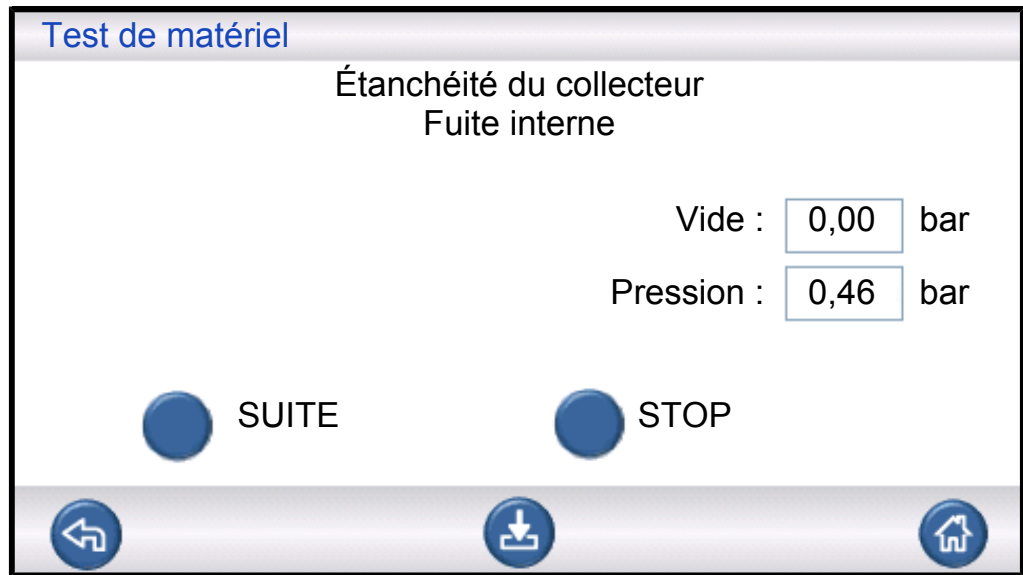 Test de matériel
Étanchéité du collecteur
Fuite interne
Vide : 0,00 bar
Pression : 0,46 bar
SUITE STOP